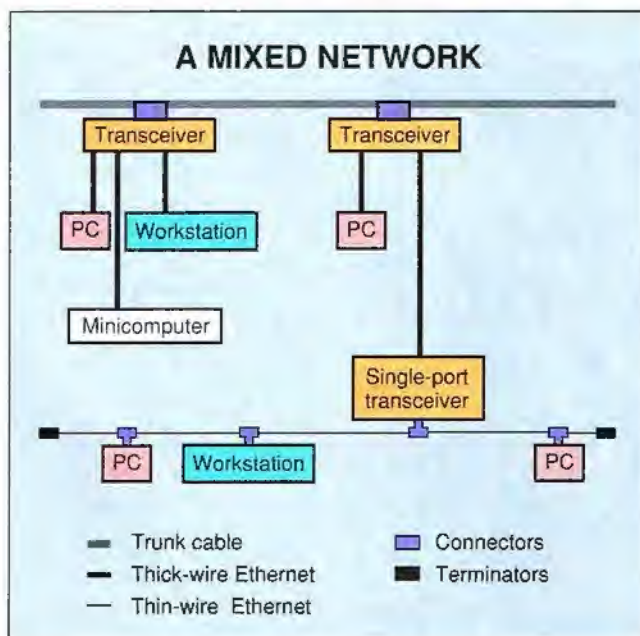 A MIXED NETWORK
Transceiver
Transceiver
PC
Workstation
PC
Minicomputer
Single-port
transceiver
PC
Workstation
PC
Trunk cable
Connectors
Thick-wire Ethernet
Terminators
Thin-wire Ethernet